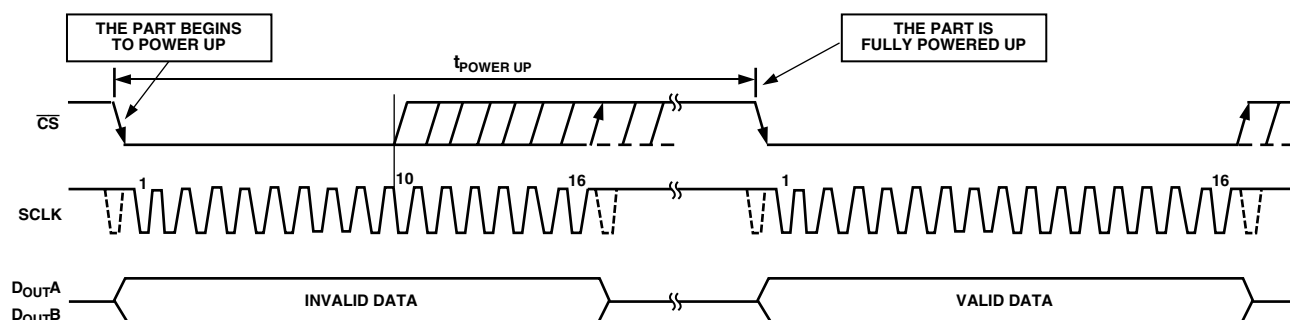 THE PART BEGINS
TO POWER UP
THE PART IS
FULLY POWERED UP
tPOWER UP
CS
SCLK
1
10
16
1
16
DOUTA
DOUTB
INVALID DATA
VALID DATA